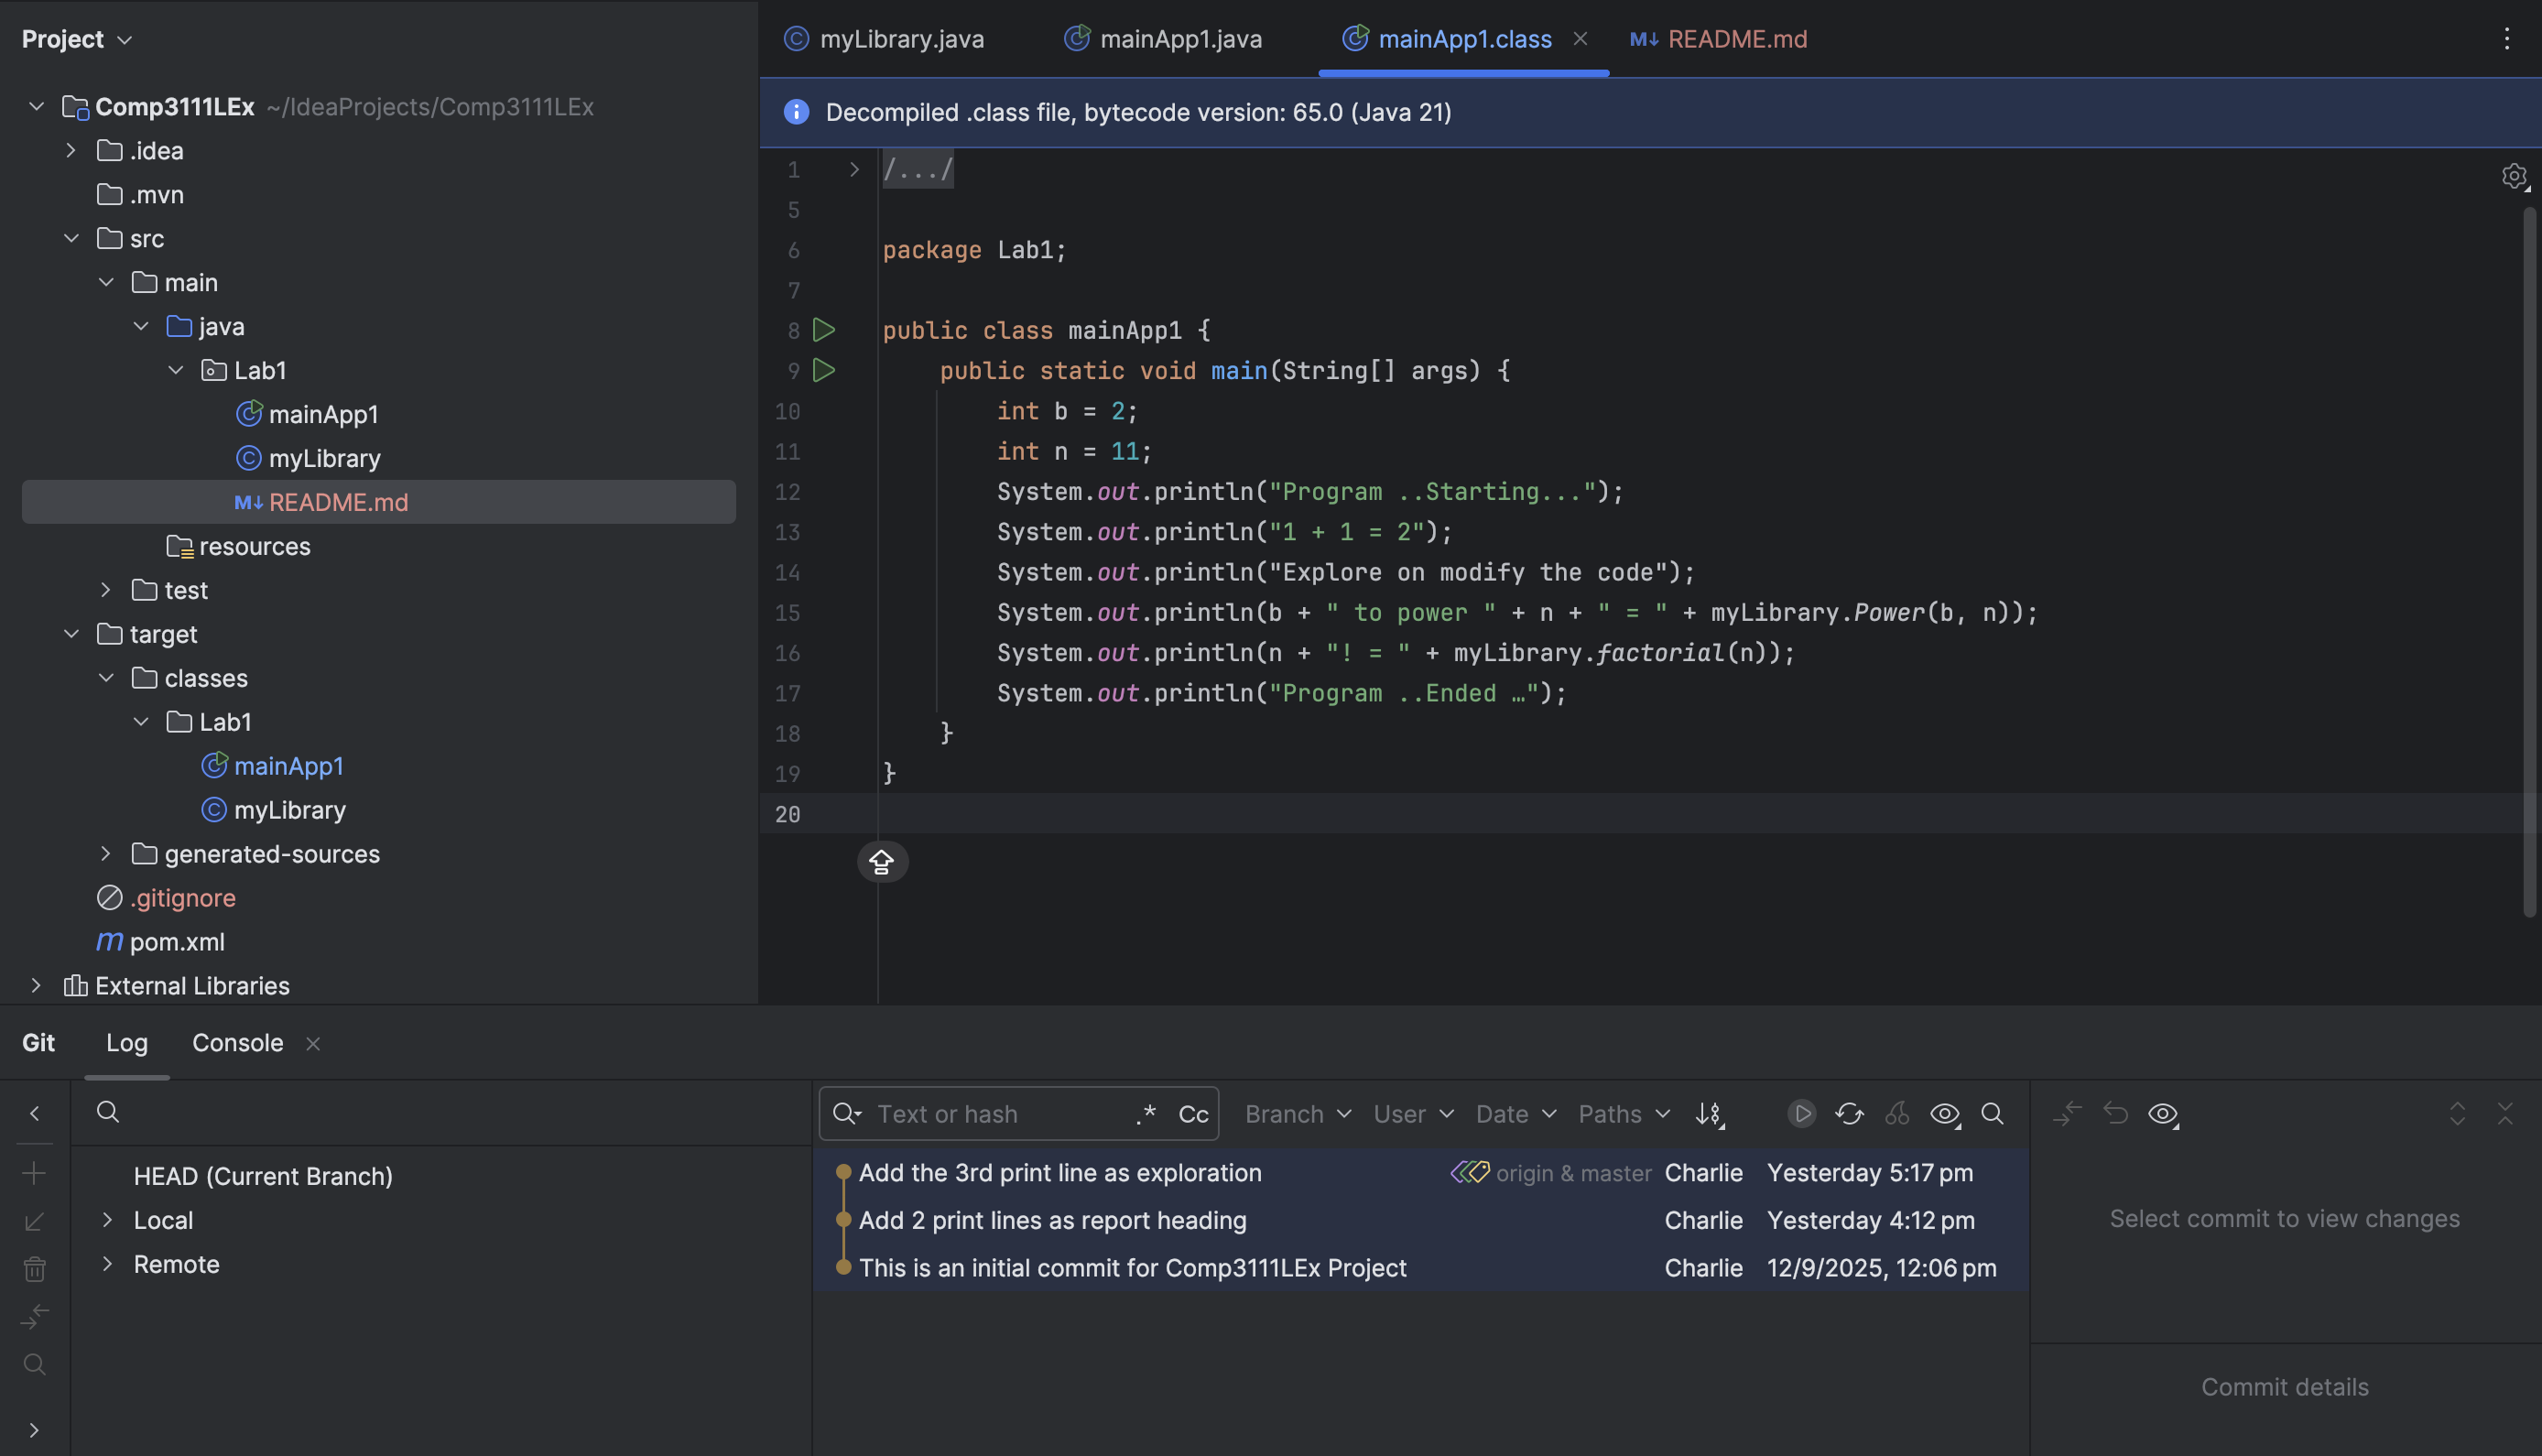 Project
Comp3111LEx ~/IdeaProjects/Comp3111LEx
.idea
.mvn
src
main
java
Lab1
mainApp1
myLibrary
M↓ README.md
resources
test
target
classes
Lab1
mainApp1
myLibrary
generated-sources
.gitignore
m pom.xml
External Libraries
myLibrary.java mainApp1.java mainApp1.class M↓ README.md
Decompiled .class file, bytecode version: 65.0 (Java 21)
1 /.../
5
6 package Lab1;
7
8 public class mainApp1 {
9 public static void main(String[] args) {
10 int b = 2;
11 int n = 11;
12 System.out.println("Program ..Starting...");
13 System.out.println("1 + 1 = 2");
14 System.out.println("Explore on modify the code");
15 System.out.println(b + " to power " + n + " = " + myLibrary.Power(b, n));
16 System.out.println(n + "! = " + myLibrary.factorial(n));
17 System.out.println("Program ..Ended …");
18 }
19 }
20
Git Log Console
HEAD (Current Branch)
Local
Remote
Text or hash .* Cc Branch User Date Paths
Add the 3rd print line as exploration origin & master Charlie Yesterday 5:17 pm
Add 2 print lines as report heading Charlie Yesterday 4:12 pm
This is an initial commit for Comp3111LEx Project Charlie 12/9/2025, 12:06 pm
Select commit to view changes
Commit details